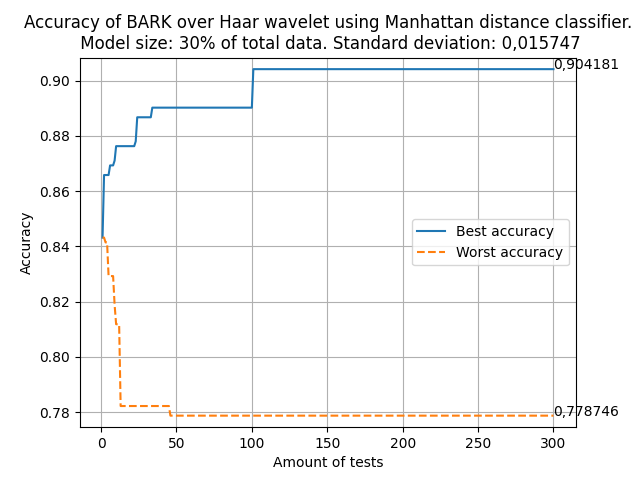 Accuracy of BARK over Haar wavelet using Manhattan distance classifier.
Model size: 30% of total data. Standard deviation: 0,015747
0,904181
0.90
0.88
0.86
0.84
0.82
0.80
0.78
Accuracy
Best accuracy
Worst accuracy
0,778746
0 50 100 150 200 250 300
Amount of tests